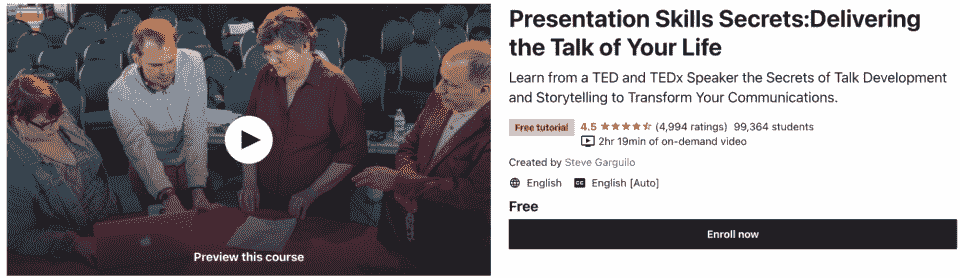 Preview this course
Presentation Skills Secrets:Delivering
the Talk of Your Life
Learn from a TED and TEDx Speaker the Secrets of Talk Development
and Storytelling to Transform Your Communications.
Free tutorial 4.5 (4,994 ratings) 99,364 students
2hr 19min of on-demand video
Created by Steve Garguilo
English CC English [Auto]
Free
Enroll now